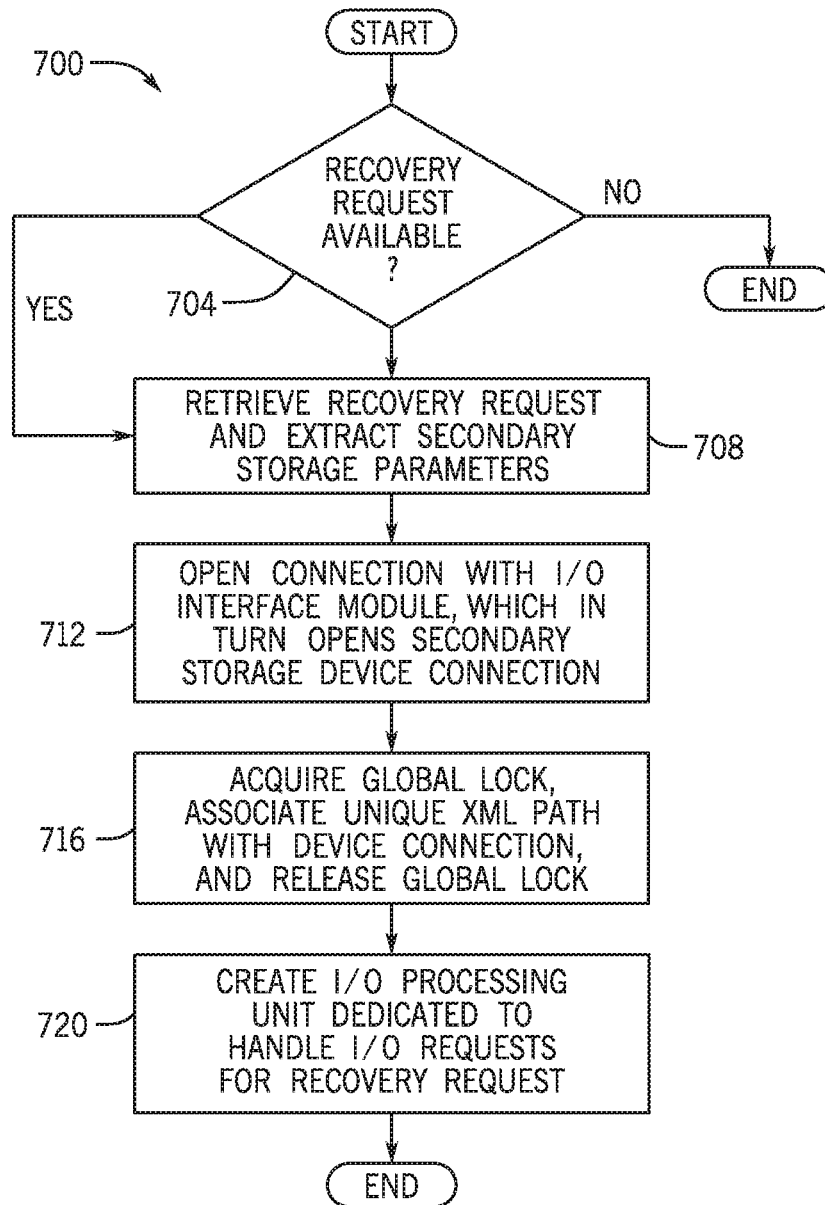 START
700
RECOVERY
REQUEST
AVAILABLE
?
NO
END
704
YES
RETRIEVE RECOVERY REQUEST
AND EXTRACT SECONDARY
STORAGE PARAMETERS
708
OPEN CONNECTION WITH I/O
INTERFACE MODULE, WHICH IN
TURN OPENS SECONDARY
STORAGE DEVICE CONNECTION
712
ACQUIRE GLOBAL LOCK,
ASSOCIATE UNIQUE XML PATH
WITH DEVICE CONNECTION,
AND RELEASE GLOBAL LOCK
716
CREATE I/O PROCESSING
UNIT DEDICATED TO
HANDLE I/O REQUESTS
FOR RECOVERY REQUEST
720
END